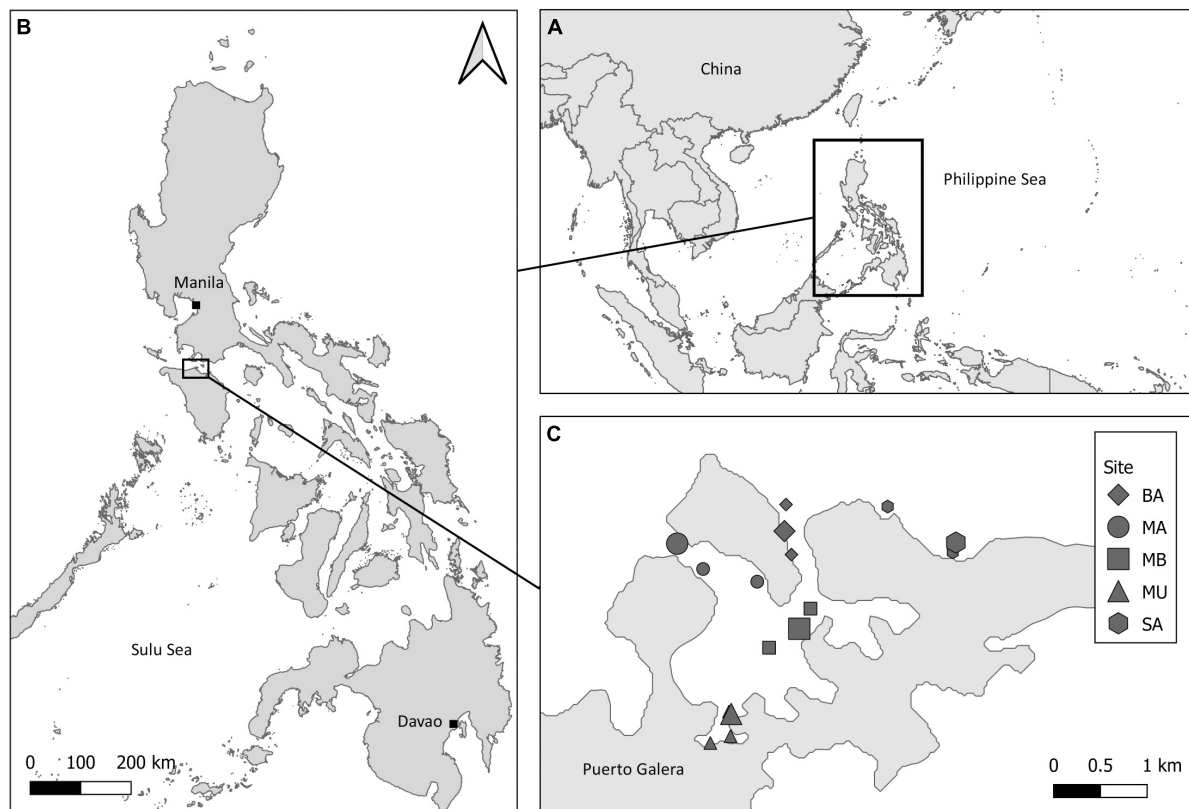 B
Manila
Sulu Sea
Davao
0 100 200 km
A
China
Philippine Sea
C
Site
BA
MA
MB
MU
SA
Puerto Galera
0 0.5 1 km